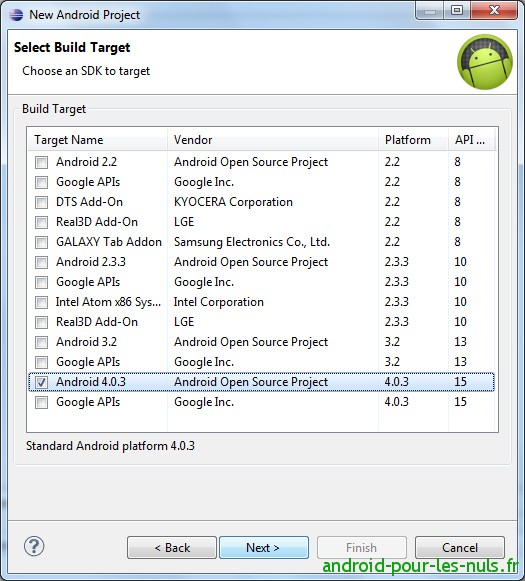 New Android Project
Select Build Target
Choose an SDK to target
Build Target
Target Name Vendor Platform API ...
Android 2.2 Android Open Source Project 2.2 8
Google APIs Google Inc. 2.2 8
DTS Add-On KYOCERA Corporation 2.2 8
Real3D Add-On LGE 2.2 8
GALAXY Tab Addon Samsung Electronics Co., Ltd. 2.2 8
Android 2.3.3 Android Open Source Project 2.3.3 10
Google APIs Google Inc. 2.3.3 10
Intel Atom x86 Sys... Intel Corporation 2.3.3 10
Real3D Add-On LGE 2.3.3 10
Android 3.2 Android Open Source Project 3.2 13
Google APIs Google Inc. 3.2 13
Android 4.0.3 Android Open Source Project 4.0.3 15
Google APIs Google Inc. 4.0.3 15
Standard Android platform 4.0.3
? < Back Next > Finish Cancel
android-pour-les-nuls.fr